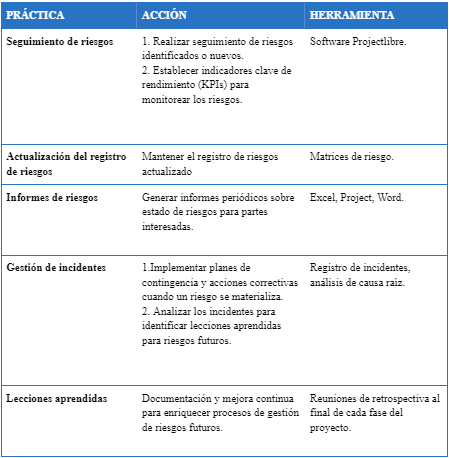 PRÁCTICA ACCIÓN HERRAMIENTA
Seguimiento de riesgos 1. Realizar seguimiento de riesgos Software Projectlibre.
identificados o nuevos.
2. Establecer indicadores clave de
rendimiento (KPIs) para
monitorear los riesgos.
Actualización del registro Mantener el registro de riesgos Matrices de riesgo.
de riesgos actualizado
Informes de riesgos Generar informes periódicos sobre Excel, Project, Word.
estado de riesgos para partes
interesadas.
Gestión de incidentes 1.Implementar planes de Registro de incidentes,
contingencia y acciones correctivas análisis de causa raíz.
cuando un riesgo se materializa.
2. Analizar los incidentes para
identificar lecciones aprendidas
para riesgos futuros.
Lecciones aprendidas Documentación y mejora continua Reuniones de retrospectiva al
para enriquecer procesos de gestión final de cada fase del
de riesgos futuros. proyecto.